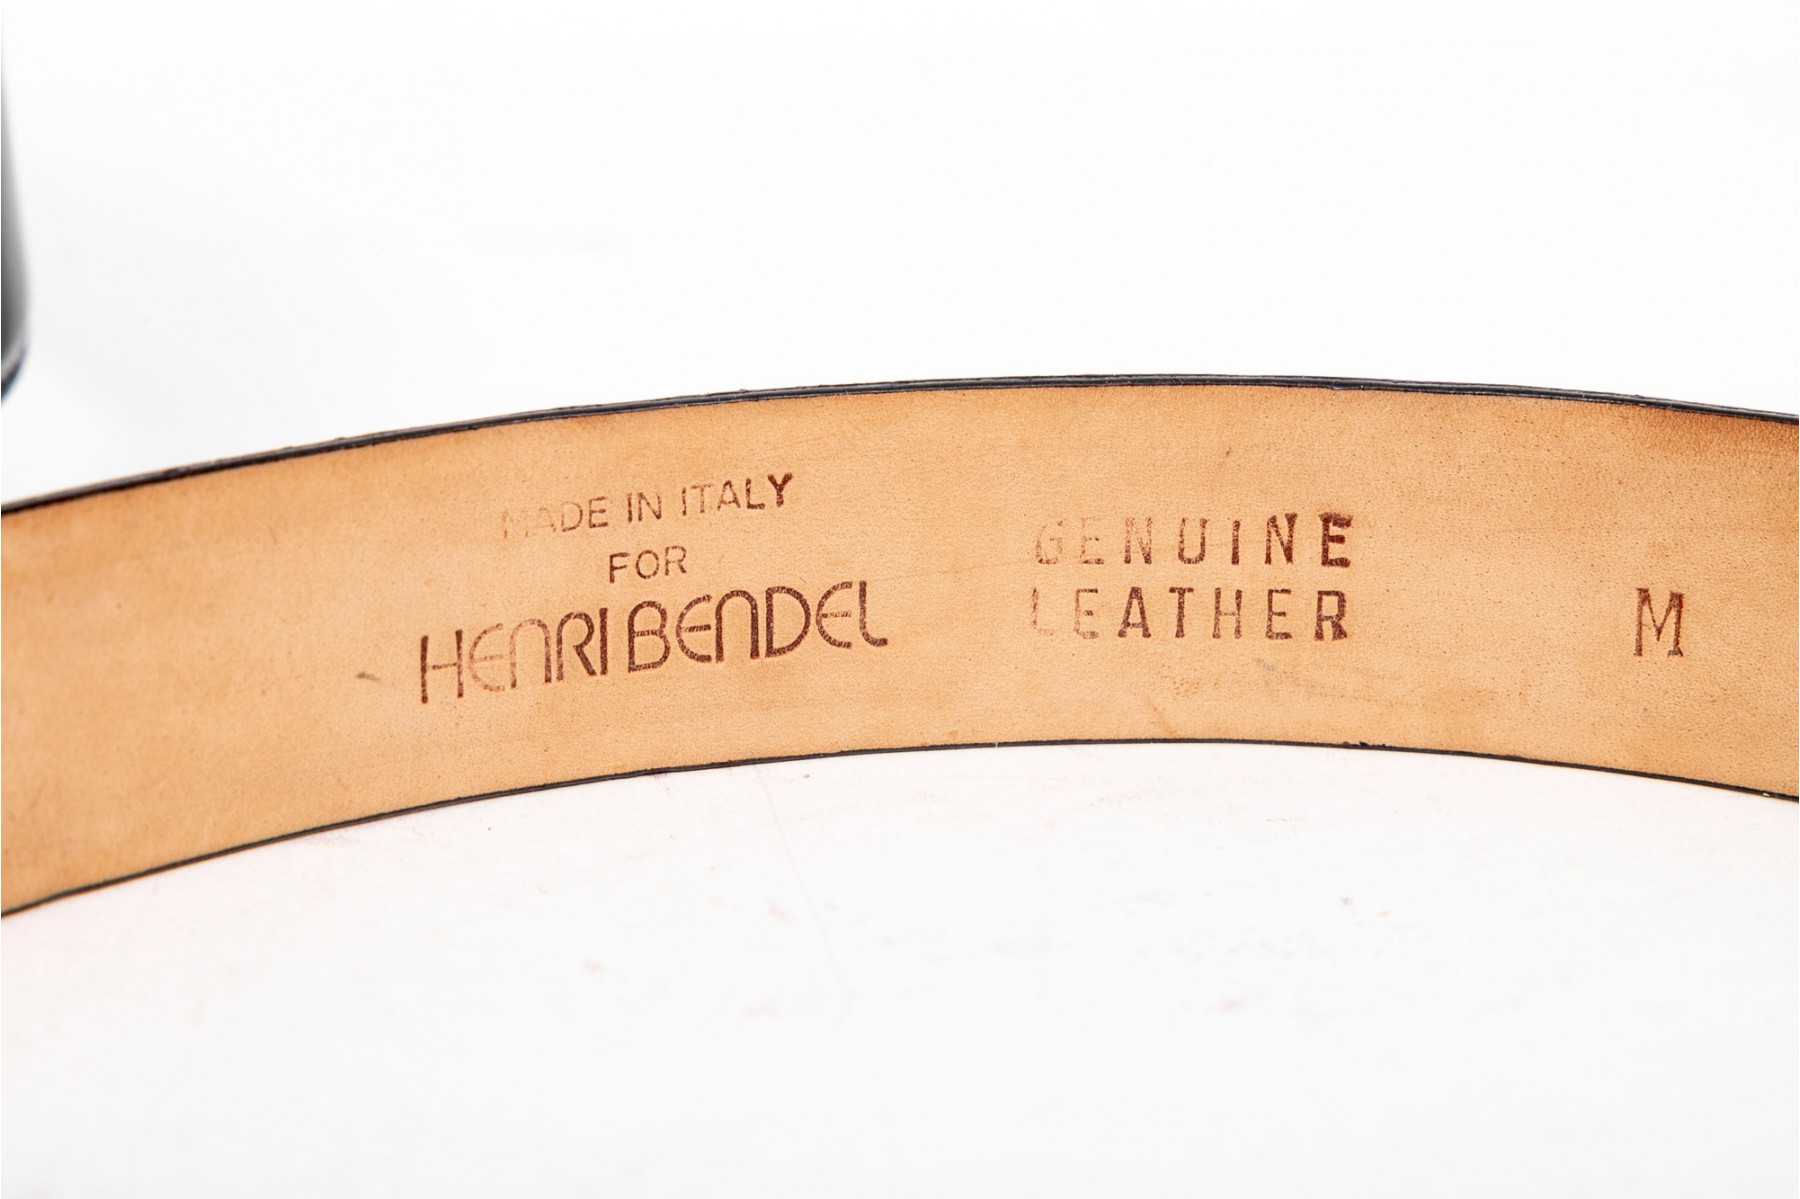 MADE IN ITALY
FOR
HENRI BENDEL
GENUINE
LEATHER
M